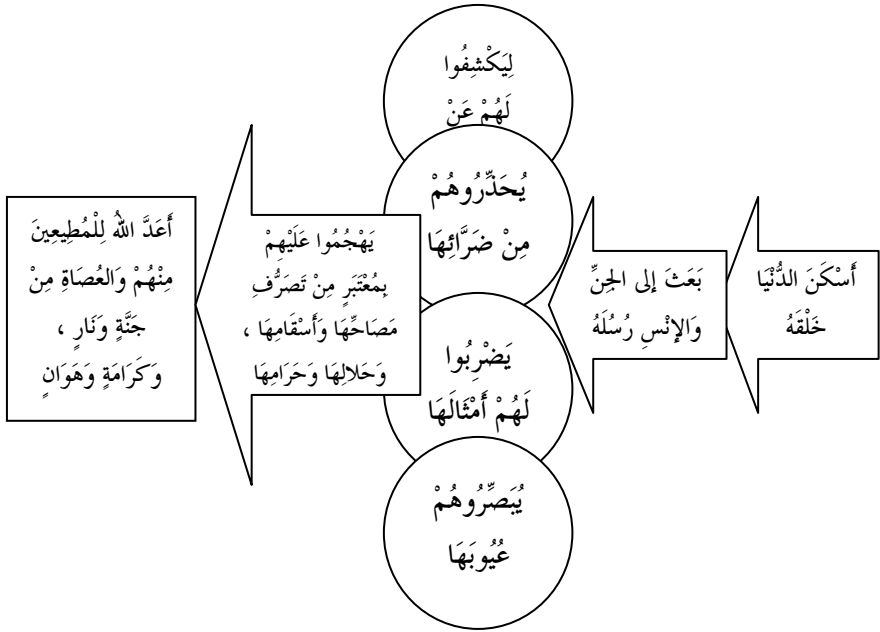 أَسْكَنَ الدُّنْيَا
خَلْقَهُ
بَعَثَ إلى الجِنِّ
وَالإنْسِ رُسُلَهُ
لِيَكْشِفُوا
لَهُمْ عَنْ
يُحَذِّرُوهُمْ
مِنْ ضَرَّائِهَا
يَضْرِبُوا
لَهُمْ أَمْثَالَهَا
يُبَصِّرُوهُمْ
عُيُوبَهَا
يَهْجُمُوا عَلَيْهِمْ
بِمُعْتَبَرٍ مِنْ تَصَرُّفِ
مَصَاحِّهَا وَأَسْقَامِهَا ،
وَحَلالِهَا وَحَرَامِهَا
أَعَدَّ اللهُ لِلْمُطِيعِينَ
مِنْهُمْ وَالعُصَاةِ مِنْ
جَنَّةٍ وَنَارٍ ،
وَكَرَامَةٍ وَهَوَانٍ